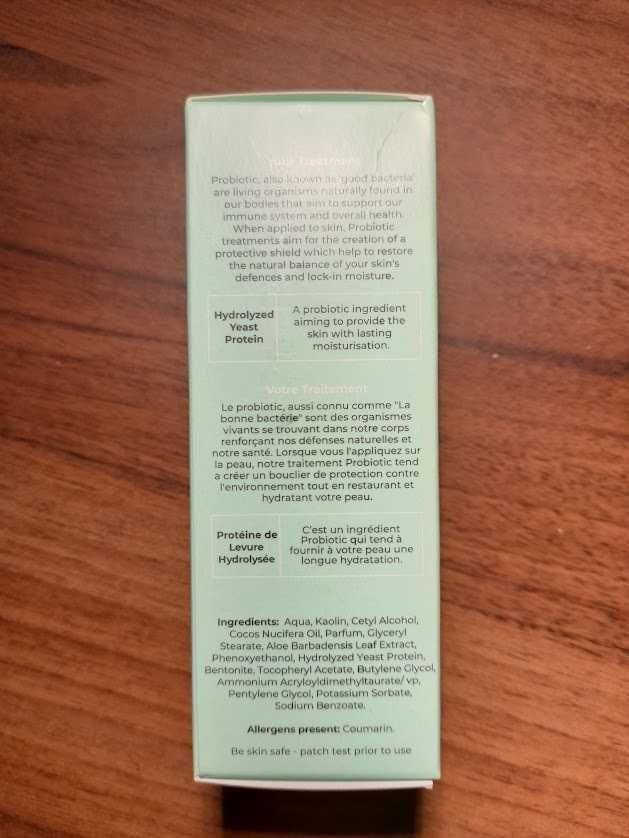 Your Treatment
Probiotic, also known as 'good bacteria'
are living organisms naturally found in
our bodies that aim to support our
immune system and overall health.
When applied to skin, Probiotic
treatments aim for the creation of a
protective shield which help to restore
the natural balance of your skin's
defences and lock-in moisture.
Hydrolyzed
Yeast
Protein
A probiotic ingredient
aiming to provide the
skin with lasting
moisturisation.
Votre Traitement
Le probiotic, aussi connu comme "La
bonne bactérie" sont des organismes
vivants se trouvant dans notre corps
renforçant nos défenses naturelles et
notre santé. Lorsque vous l'appliquez sur
la peau, notre traitement Probiotic tend
a créer un bouclier de protection contre
l'environnement tout en restaurant et
hydratant votre peau.
Protéine de
Levure
Hydrolysée
C'est un ingrédient
Probiotic qui tend à
fournir à votre peau une
longue hydratation.
Ingredients: Aqua, Kaolin, Cetyl Alcohol,
Cocos Nucifera Oil, Parfum, Glyceryl
Stearate, Aloe Barbadensis Leaf Extract,
Phenoxyethanol, Hydrolyzed Yeast Protein,
Bentonite, Tocopheryl Acetate, Butylene Glycol,
Ammonium Acryloyldimethyltaurate/ vp,
Pentylene Glycol, Potassium Sorbate,
Sodium Benzoate.
Allergens present: Coumarin.
Be skin safe - patch test prior to use